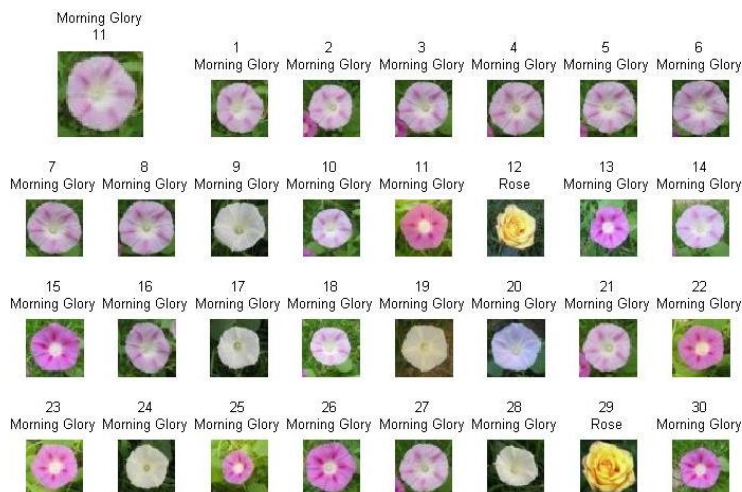 Morning Glory
11
1
Morning Glory
2
Morning Glory
3
Morning Glory
4
Morning Glory
5
Morning Glory
6
Morning Glory
7
Morning Glory
8
Morning Glory
9
Morning Glory
10
Morning Glory
11
Morning Glory
12
Rose
13
Morning Glory
14
Morning Glory
15
Morning Glory
16
Morning Glory
17
Morning Glory
18
Morning Glory
19
Morning Glory
20
Morning Glory
21
Morning Glory
22
Morning Glory
23
Morning Glory
24
Morning Glory
25
Morning Glory
26
Morning Glory
27
Morning Glory
28
Morning Glory
29
Rose
30
Morning Glory